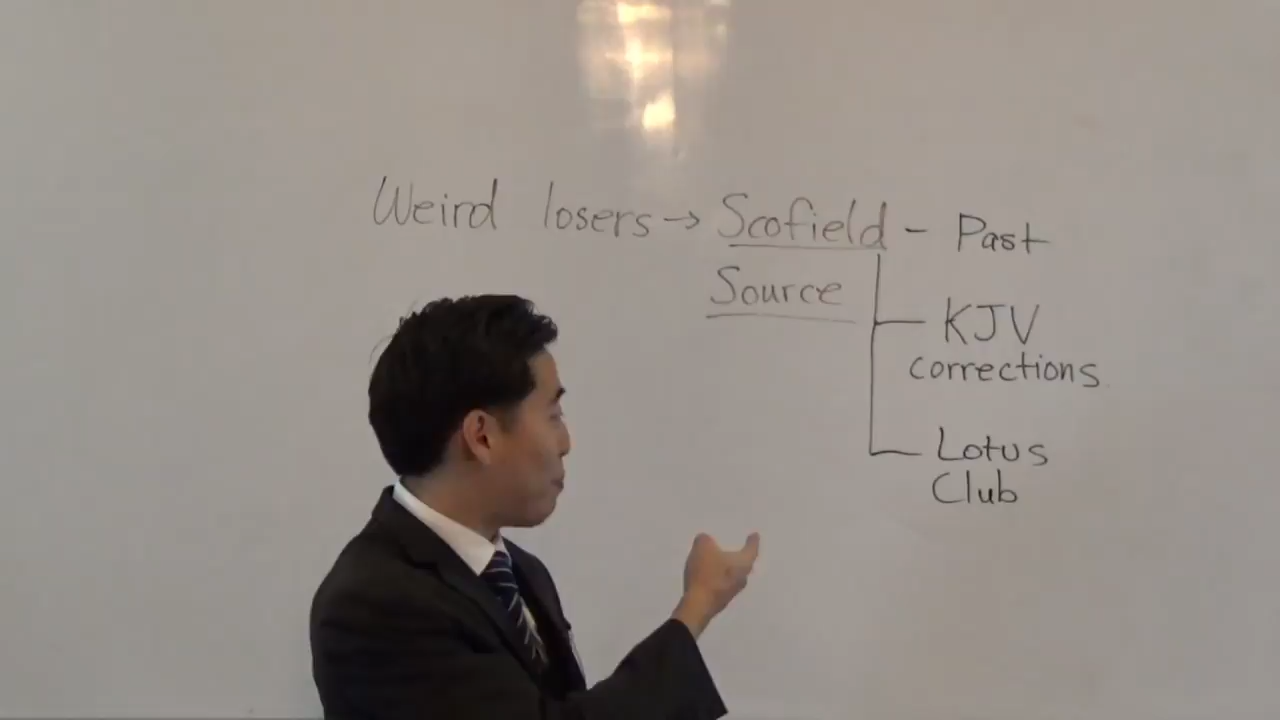 Weird losers → Scofield - Past
Source
KJV
corrections
Lotus
Club